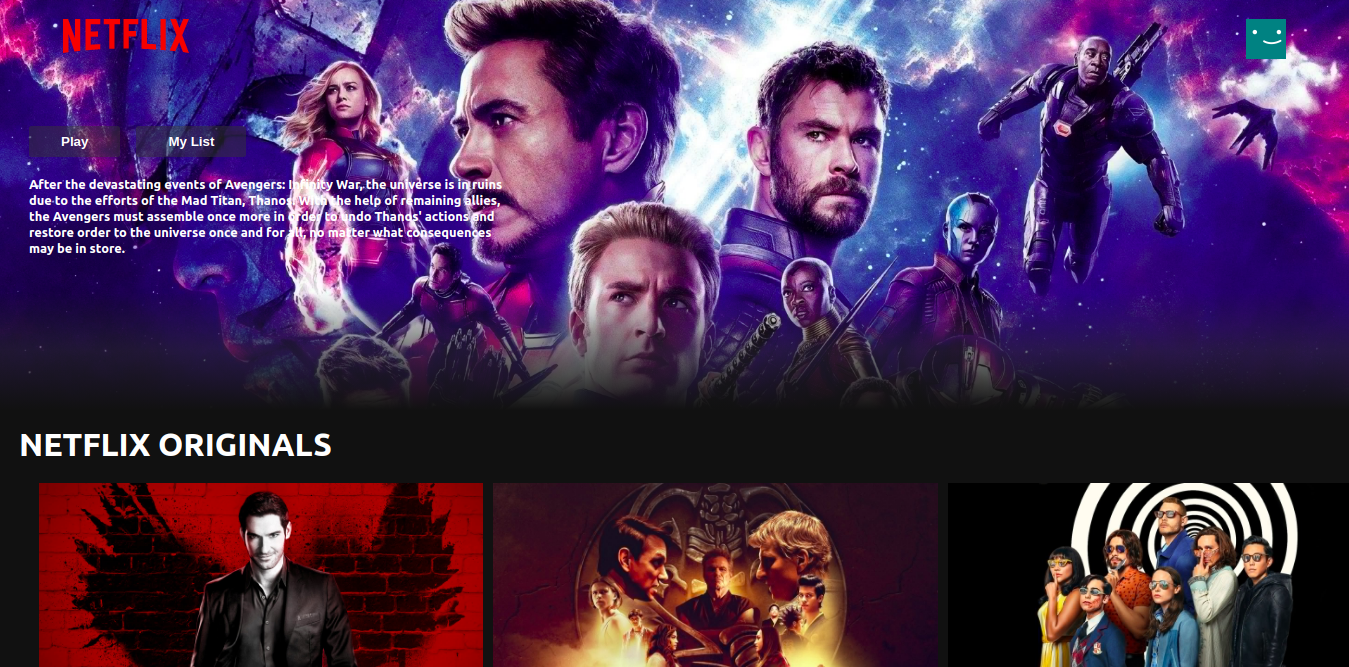 NETFLIX
Play
My List
After the devastating events of Avengers: Infinity War, the universe is in ruins
due to the efforts of the Mad Titan, Thanos. With the help of remaining allies,
the Avengers must assemble once more in order to undo Thanos' actions and
restore order to the universe once and for all, no matter what consequences
may be in store.
NETFLIX ORIGINALS